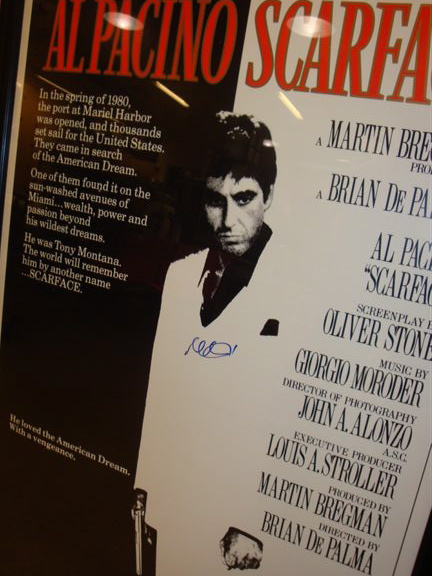 AL PACINO SCARFA
In the spring of 1980,
the port at Mariel Harbor
was opened, and thousands
set sail for the United States.
They came in search
of the American Dream.
One of them found it on the
sun-washed avenues of
Miami...wealth, power and
passion beyond
his wildest dreams.
He was Tony Montana.
The world will remember
him by another name
...SCARFACE.
He loved the American Dream.
With a vengeance.
A MARTIN BREG
PRO
A BRIAN DE PA
AL PAC
"SCARFAC
SCREENPLAY B
OLIVER STONE
MUSIC BY
GIORGIO MORODER
DIRECTOR OF PHOTOGRAPHY
JOHN A. ALONZO
A.S.C.
EXECUTIVE PRODUCER
LOUIS A. STROLLER
PRODUCED BY
MARTIN BREGMAN
DIRECTED BY
BRIAN DE PALMA